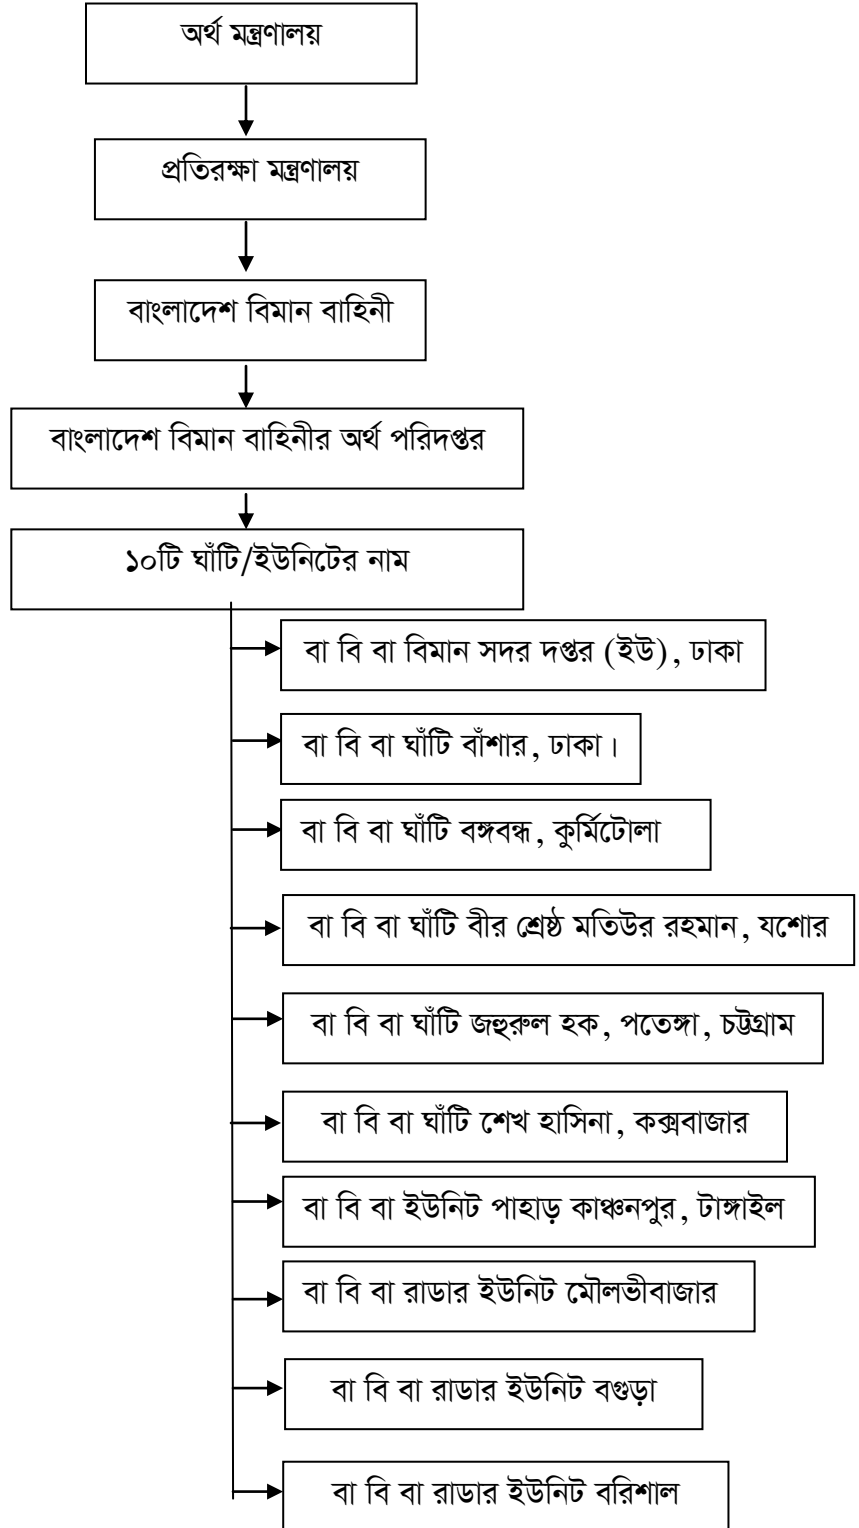 অর্থ মন্ত্রণালয়
প্রতিরক্ষা মন্ত্রণালয়
বাংলাদেশ বিমান বাহিনী
বাংলাদেশ বিমান বাহিনীর অর্থ পরিদপ্তর
১০টি ঘাঁটি/ইউনিটের নাম
বা বি বা বিমান সদর দপ্তর (ইউ), ঢাকা
বা বি বা ঘাঁটি বাঁশার, ঢাকা।
বা বি বা ঘাঁটি বঙ্গবন্ধ, কুর্মিটোলা
বা বি বা ঘাঁটি বীর শ্রেষ্ঠ মতিউর রহমান, যশোর
বা বি বা ঘাঁটি জহুরুল হক, পতেঙ্গা, চট্টগ্রাম
বা বি বা ঘাঁটি শেখ হাসিনা, কক্সবাজার
বা বি বা ইউনিট পাহাড় কাঞ্চনপুর, টাঙ্গাইল
বা বি বা রাডার ইউনিট মৌলভীবাজার
বা বি বা রাডার ইউনিট বগুড়া
বা বি বা রাডার ইউনিট বরিশাল